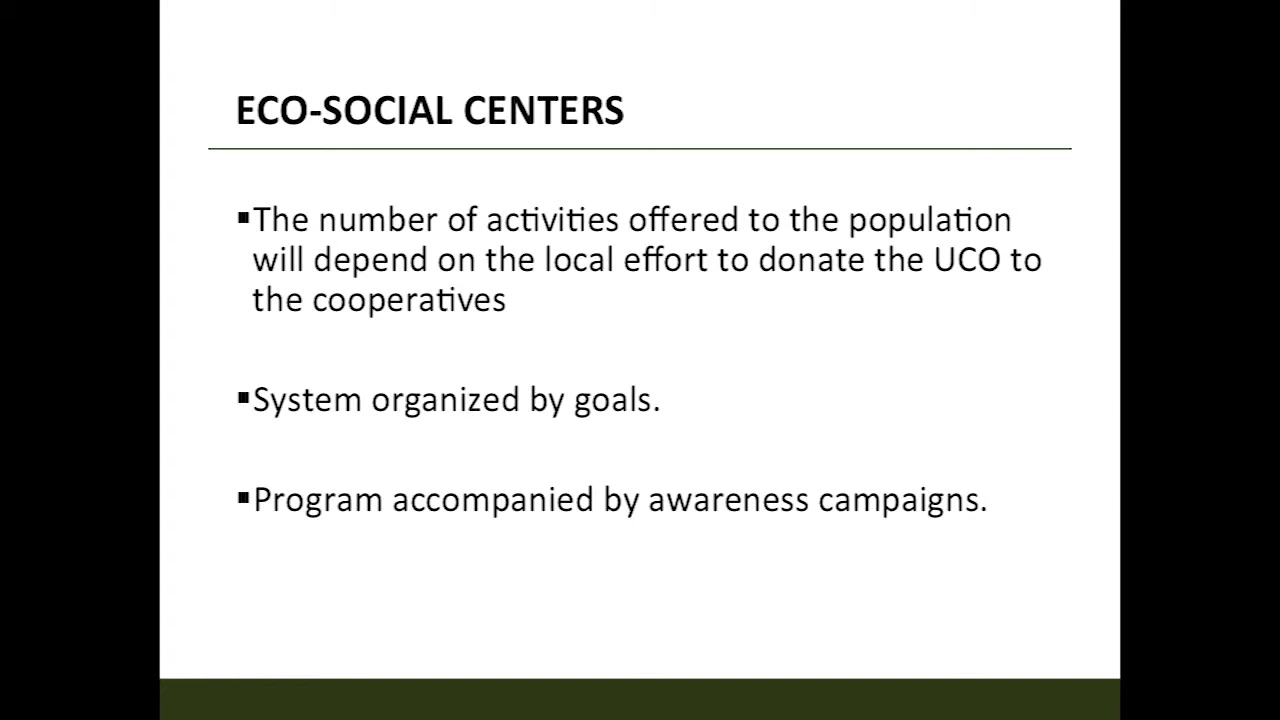 ECO-SOCIAL CENTERS
▪The number of activities offered to the population
will depend on the local effort to donate the UCO to
the cooperatives
▪System organized by goals.
▪Program accompanied by awareness campaigns.